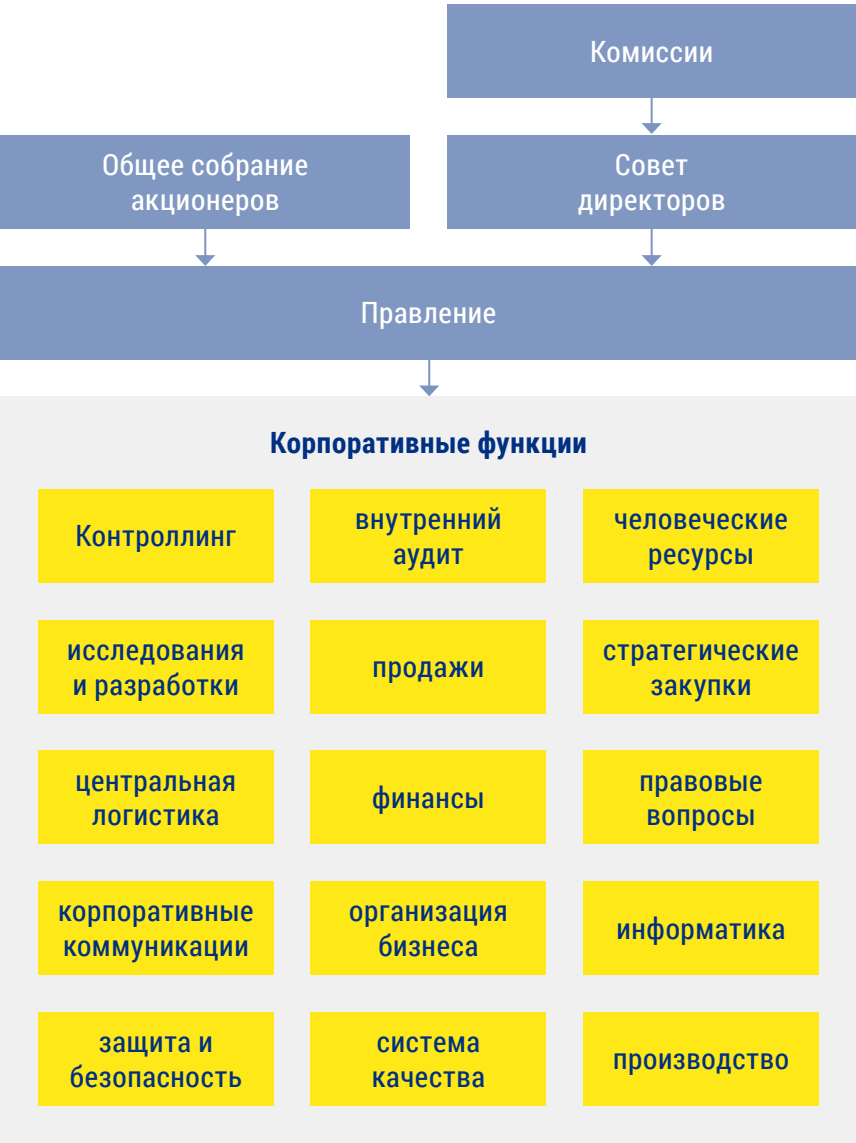 Комиссии
Общее собрание
акционеров
Совет
директоров
Правление
Корпоративные функции
Контроллинг
внутренний
аудит
человеческие
ресурсы
исследования
и разработки
продажи
стратегические
закупки
центральная
логистика
финансы
правовые
вопросы
корпоративные
коммуникации
организация
бизнеса
информатика
защита и
безопасность
система
качества
производство